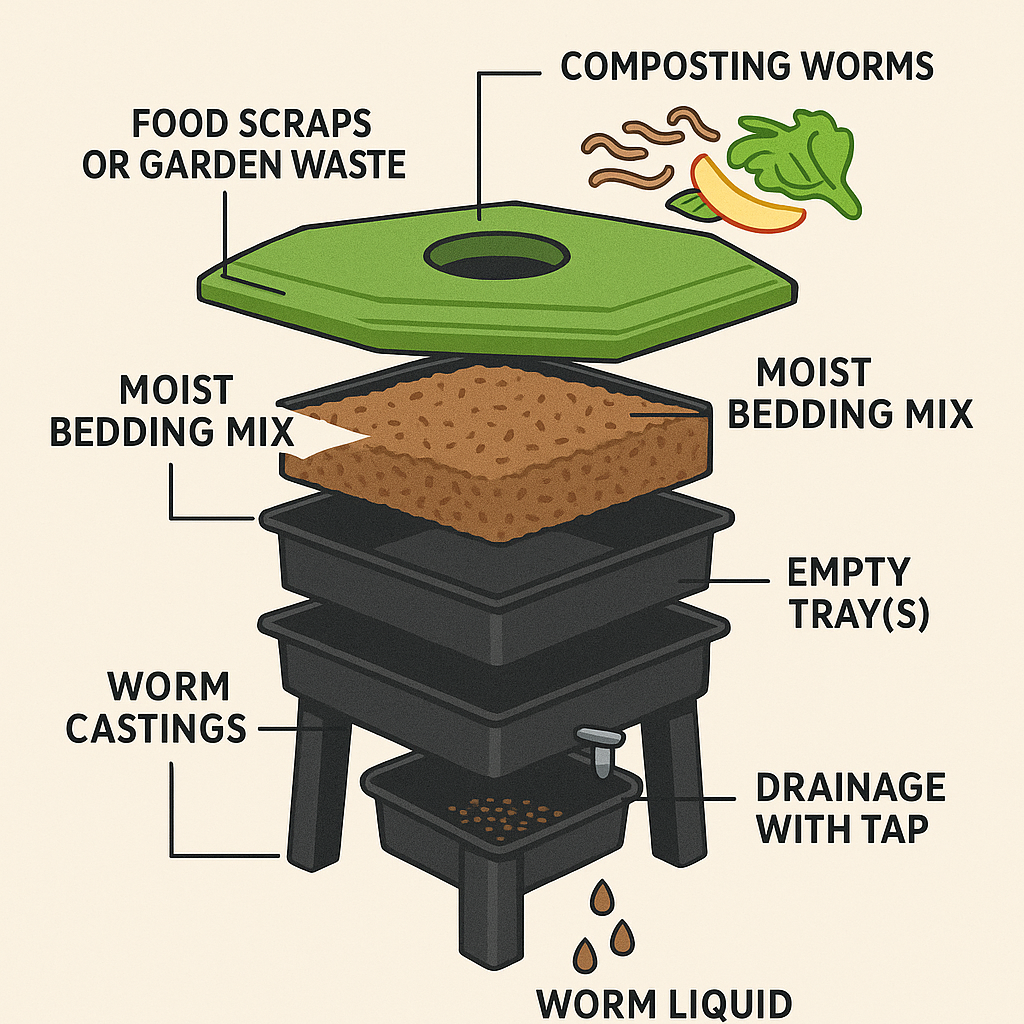 COMPOSTING WORMS
FOOD SCRAPS
OR GARDEN WASTE
MOIST
BEDDING MIX
MOIST
BEDDING MIX
EMPTY
TRAY(S)
WORM
CASTINGS
DRAINAGE
WITH TAP
WORM LIQUID